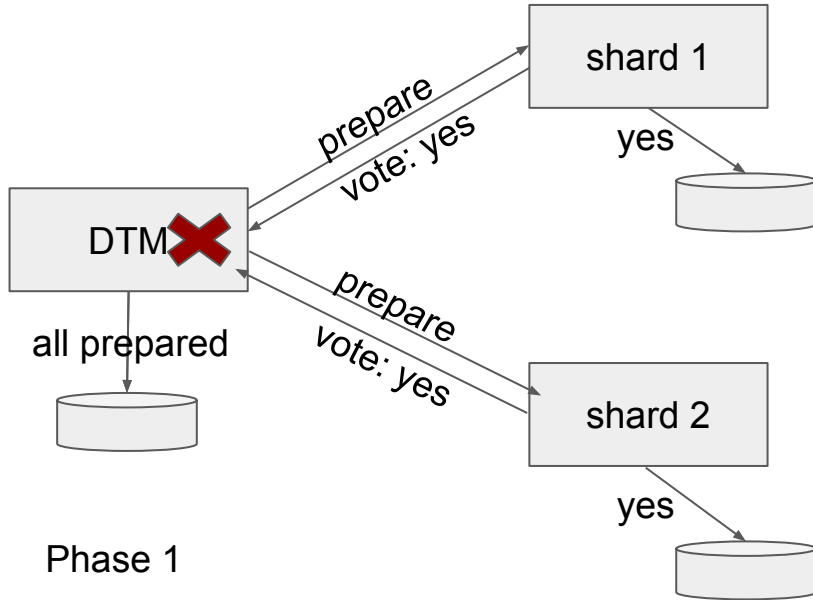 shard 1
prepare
vote: yes
yes
DTM
prepare
vote: yes
all prepared
shard 2
yes
Phase 1